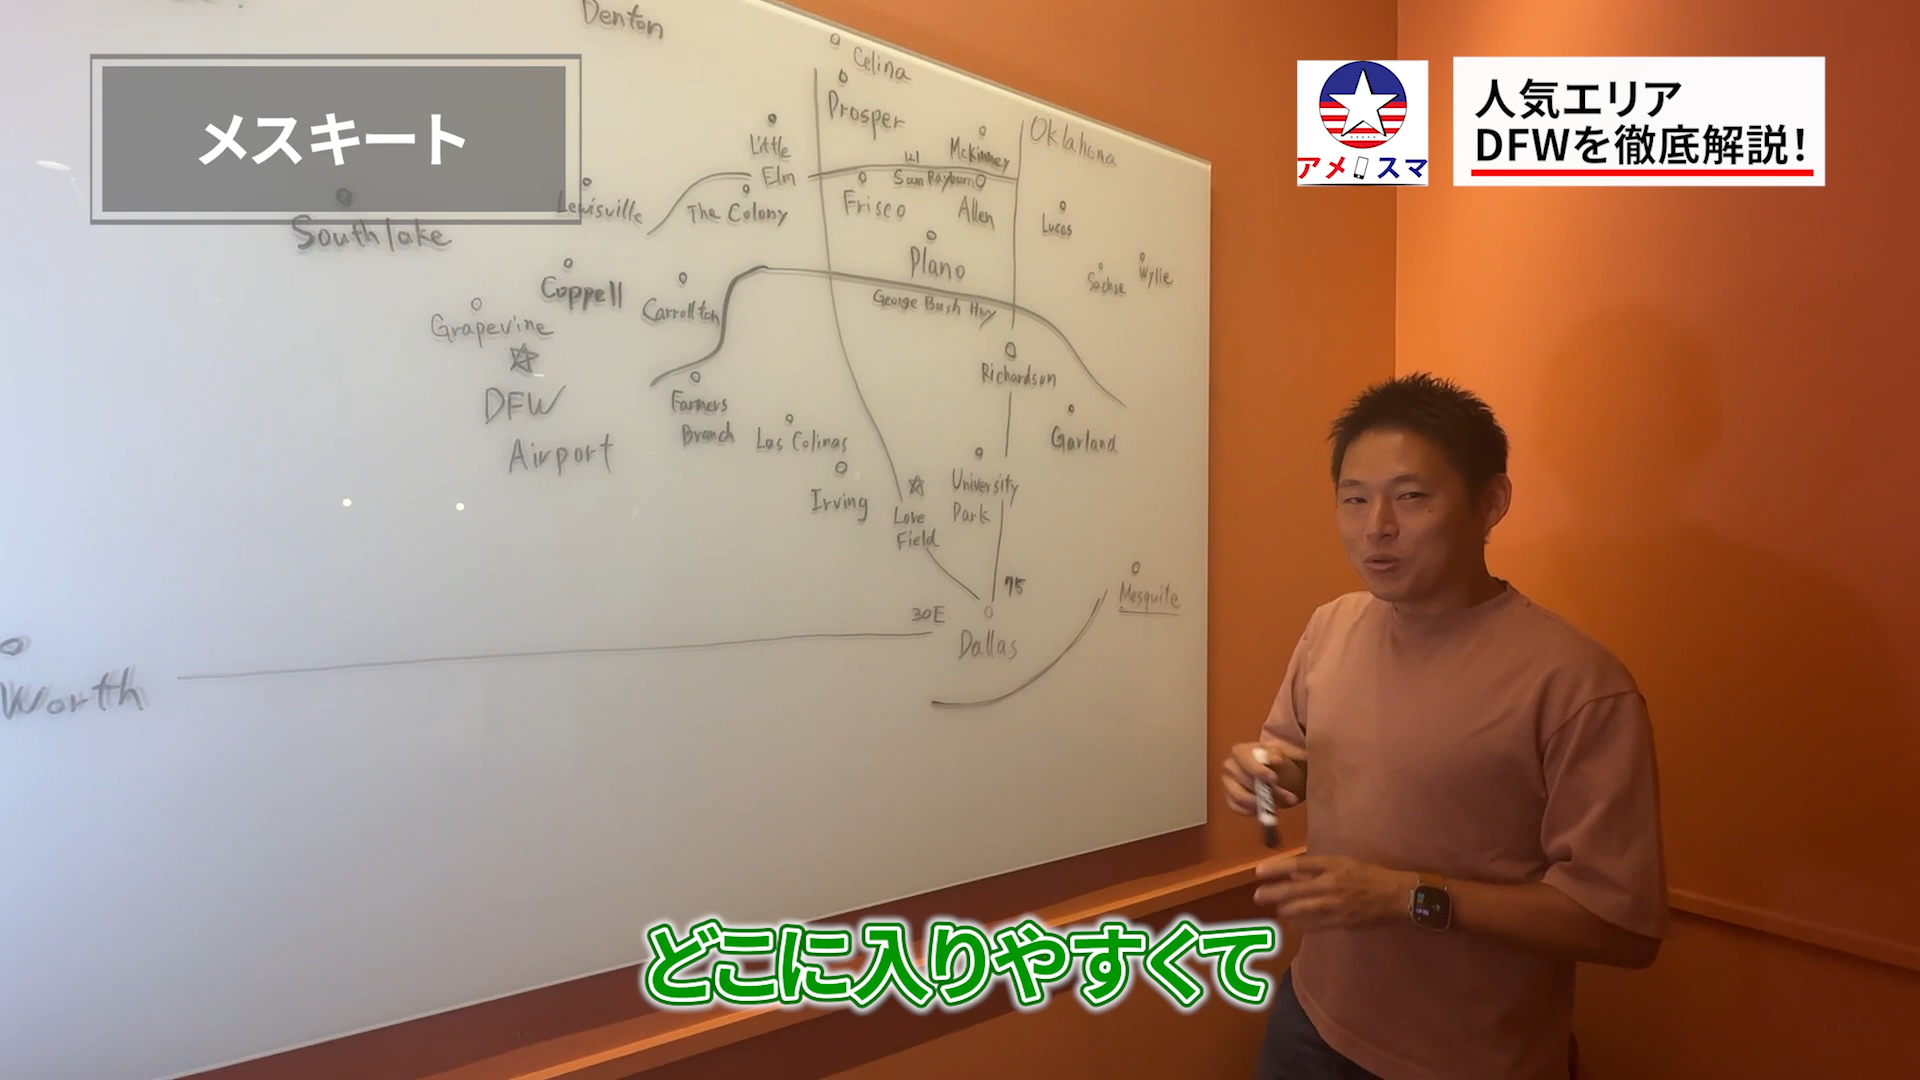 メスキート
アメ スマ
人気エリア
DFWを徹底解説!
Denton
Celina
Prosper
Little
Elm
121
McKinney
Oklahoma
Sam Rayburn
Lewisville
The Colony
Frisco
Allen
Lucas
Southlake
Plano
Sachse
Wylie
Coppell
Carrollton
George Bush Hwy
Grapevine
Richardson
DFW
Airport
Farmers
Branch
Las Colinas
Garland
Irving
University
Park
Love
Field
75
Mesquite
30E
Dallas
Worth
どこに入りやすくて